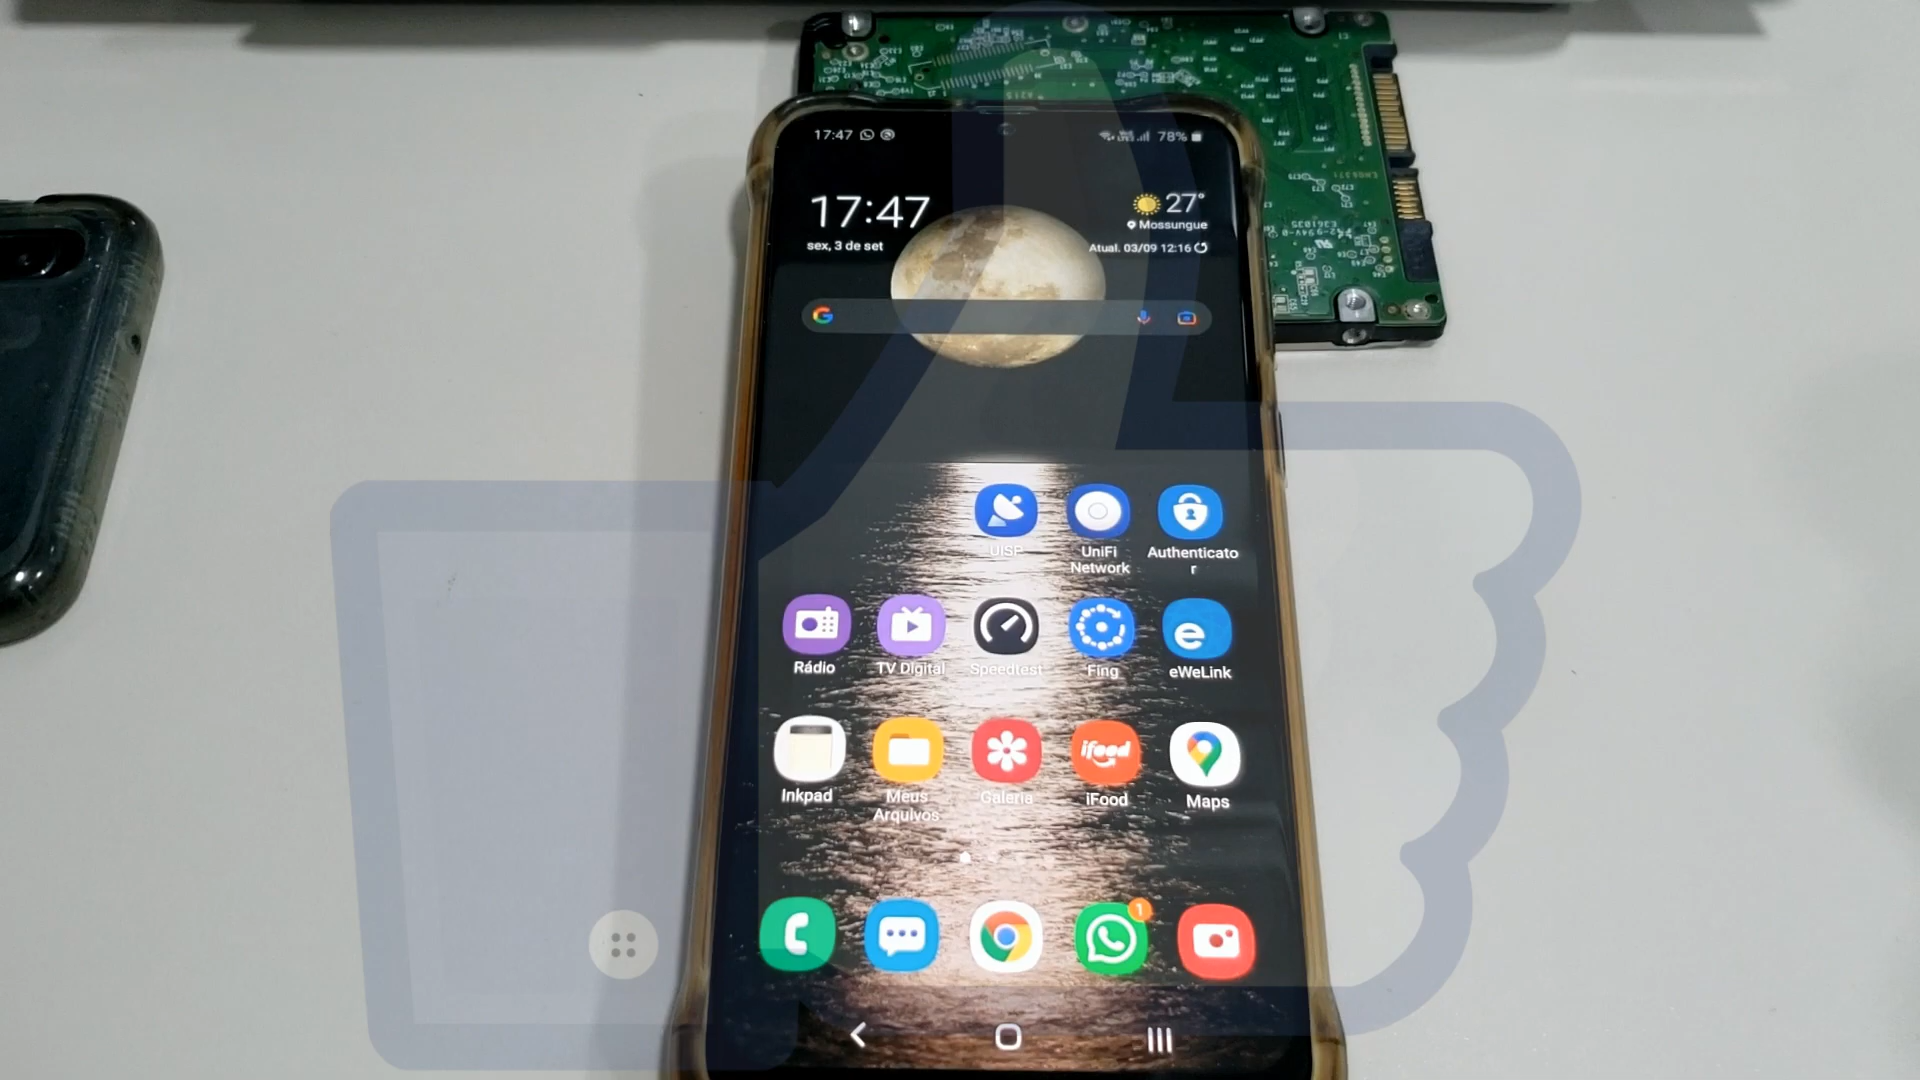 17:47
78%
17:47
sex, 3 de set
27°
Mossungue
Atual. 03/09 12:16
UISP
UniFi
Network
Authenticato
r
Rádio
TV Digital
Speedtest
Fing
eWeLink
Inkpad
Meus
Arquivos
Galeria
ifood
iFood
Maps
1